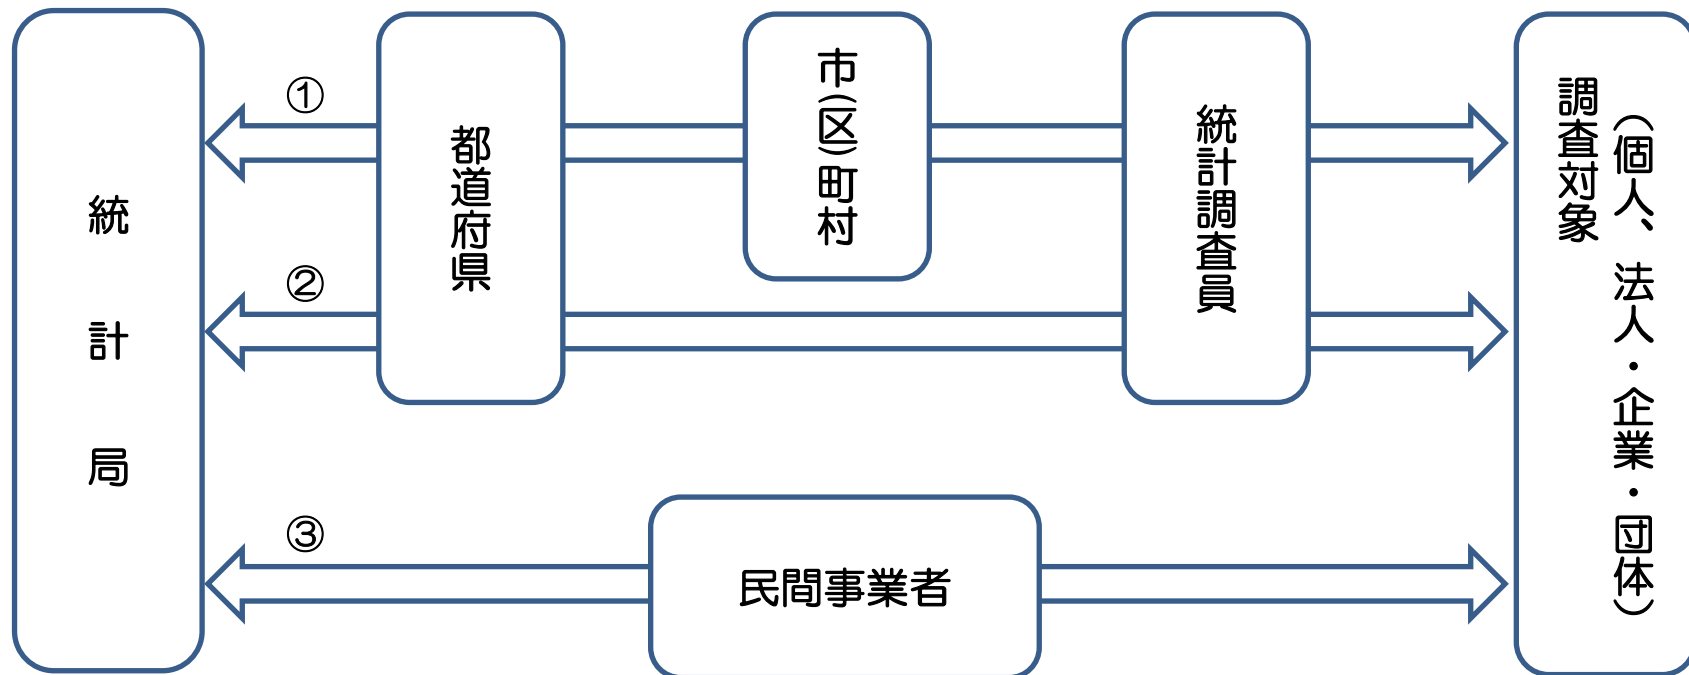 統計局
①
②
③
都道府県
市(区)町村
統計調査員
民間事業者
調査対象
(個人、法人・企業・団体)